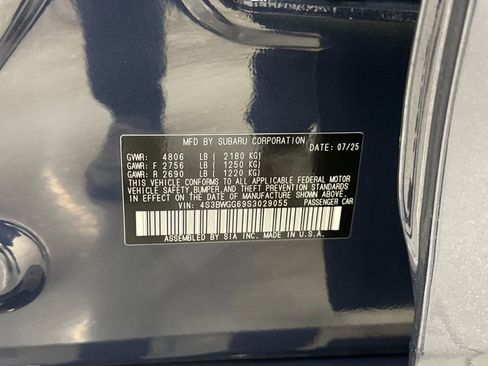 MFD BY SUBARU CORPORATION DATE: 07/25
GVWR: 4806 LB ( 2180 KG)
GAWR: F 2756 LB ( 1250 KG)
GAWR: R 2690 LB ( 1220 KG)
THIS VEHICLE CONFORMS TO ALL APPLICABLE FEDERAL MOTOR
VEHICLE SAFETY, BUMPER, AND THEFT PREVENTION STANDARDS
IN EFFECT ON THE DATE OF MANUFACTURE SHOWN ABOVE.
VIN: 4S3BWGG69S3029055 PASSENGER CAR
ASSEMBLED BY SIA INC. IN U.S.A.